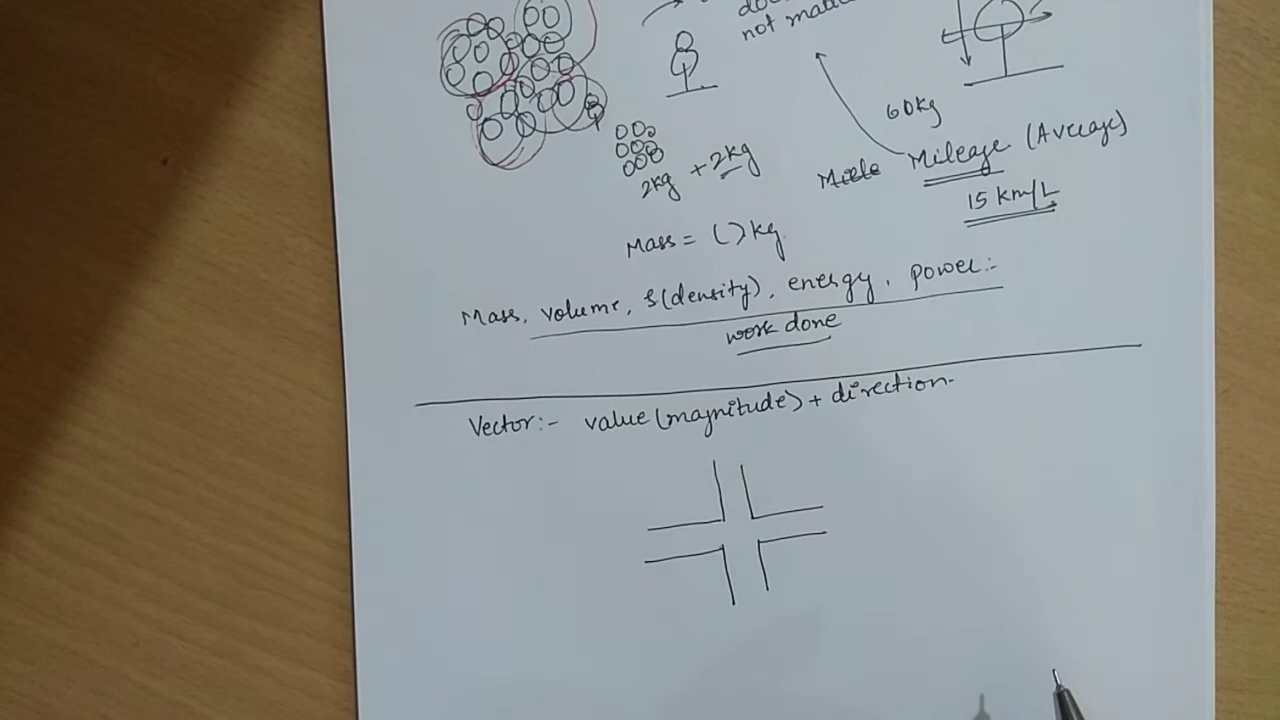 not
60kg
Mileage (Average)
2kg + 2kg
15 km/L
Mass = ( ) kg
Mass, volume, S(density), energy, power:-
work done
Vector:- value (magnitude) + direction-